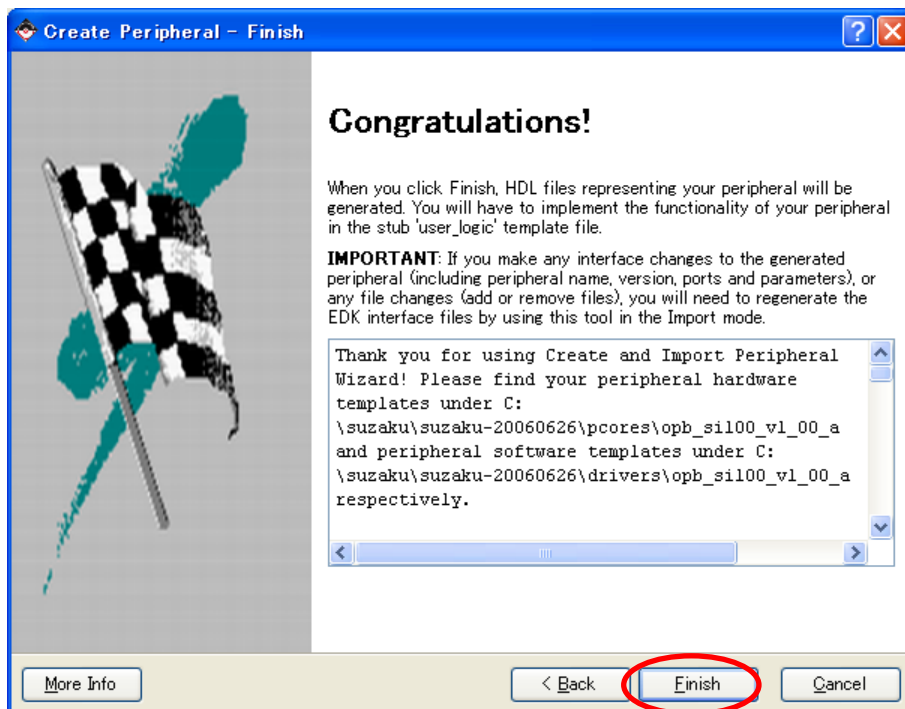 Create Peripheral - Finish
Congratulations!
When you click Finish, HDL files representing your peripheral will be
generated. You will have to implement the functionality of your peripheral
in the stub 'user_logic' template file.
IMPORTANT: If you make any interface changes to the generated
peripheral (including peripheral name, version, ports and parameters), or
any file changes (add or remove files), you will need to regenerate the
EDK interface files by using this tool in the Import mode.
Thank you for using Create and Import Peripheral
Wizard! Please find your peripheral hardware
templates under C:
\suzaku\suzaku-20060626\pcores\opb_sil00_v1_00_a
and peripheral software templates under C:
\suzaku\suzaku-20060626\drivers\opb_sil00_v1_00_a
respectively.
More Info
< Back
Finish
Cancel